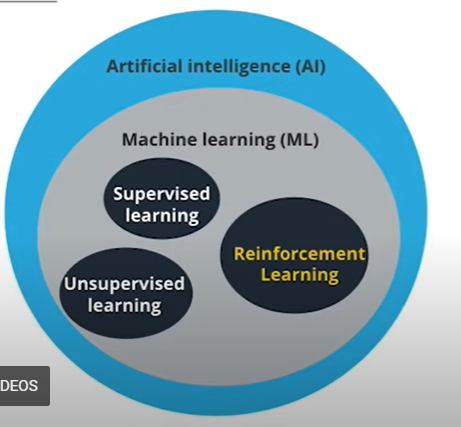 Artificial intelligence (AI)
Machine learning (ML)
Supervised
learning
Reinforcement
Learning
Unsupervised
learning
DEOS